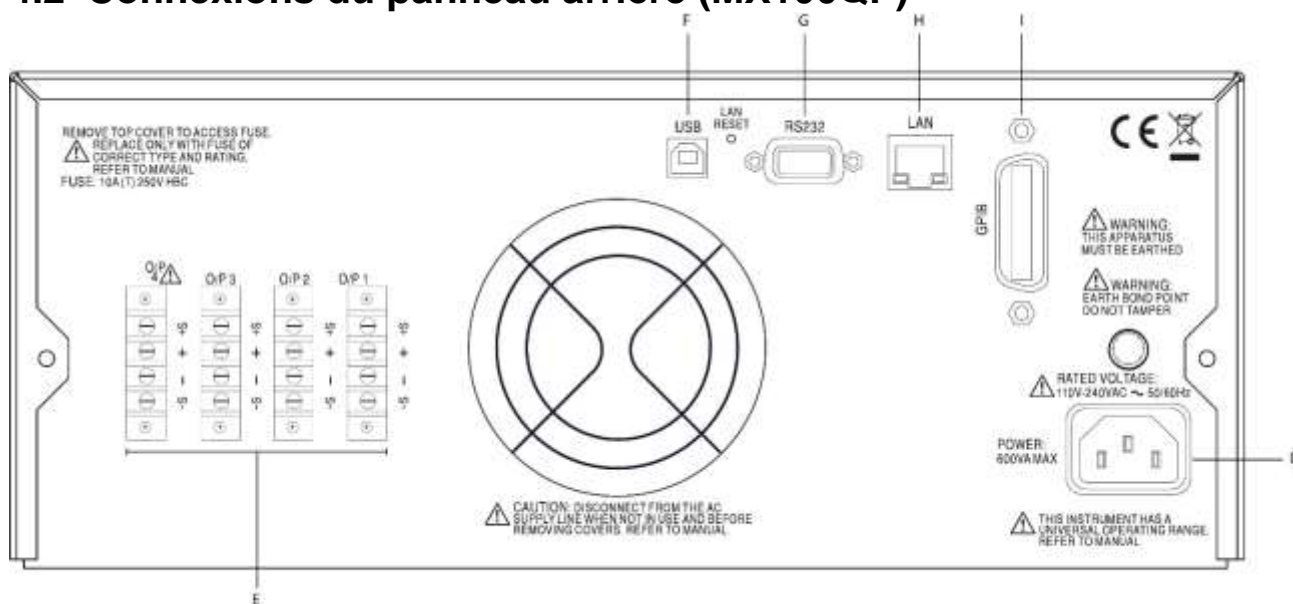 4.2 Connexions du panneau arrière (MX100QP)
F G H I
REMOVE TOP COVER TO ACCESS FUSE.
REPLACE ONLY WITH FUSE OF
CORRECT TYPE AND RATING.
REFER TO MANUAL
FUSE: 10A (T) 250V HBC
USB
LAN
RESET
RS232
LAN
GPIB
CE
WARNING:
THIS APPARATUS
MUST BE EARTHED
WARNING:
EARTH BOND POINT
DO NOT TAMPER
O/P
4
O/P 3
O/P 2
O/P 1
+S +S +S +S
+ + + +
- - - -
-S -S -S -S
RATED VOLTAGE:
110V-240VAC ~ 50/60Hz
POWER:
600VA MAX
CAUTION: DISCONNECT FROM THE AC
SUPPLY LINE WHEN NOT IN USE AND BEFORE
REMOVING COVERS. REFER TO MANUAL
THIS INSTRUMENT HAS A
UNIVERSAL OPERATING RANGE.
REFER TO MANUAL
E